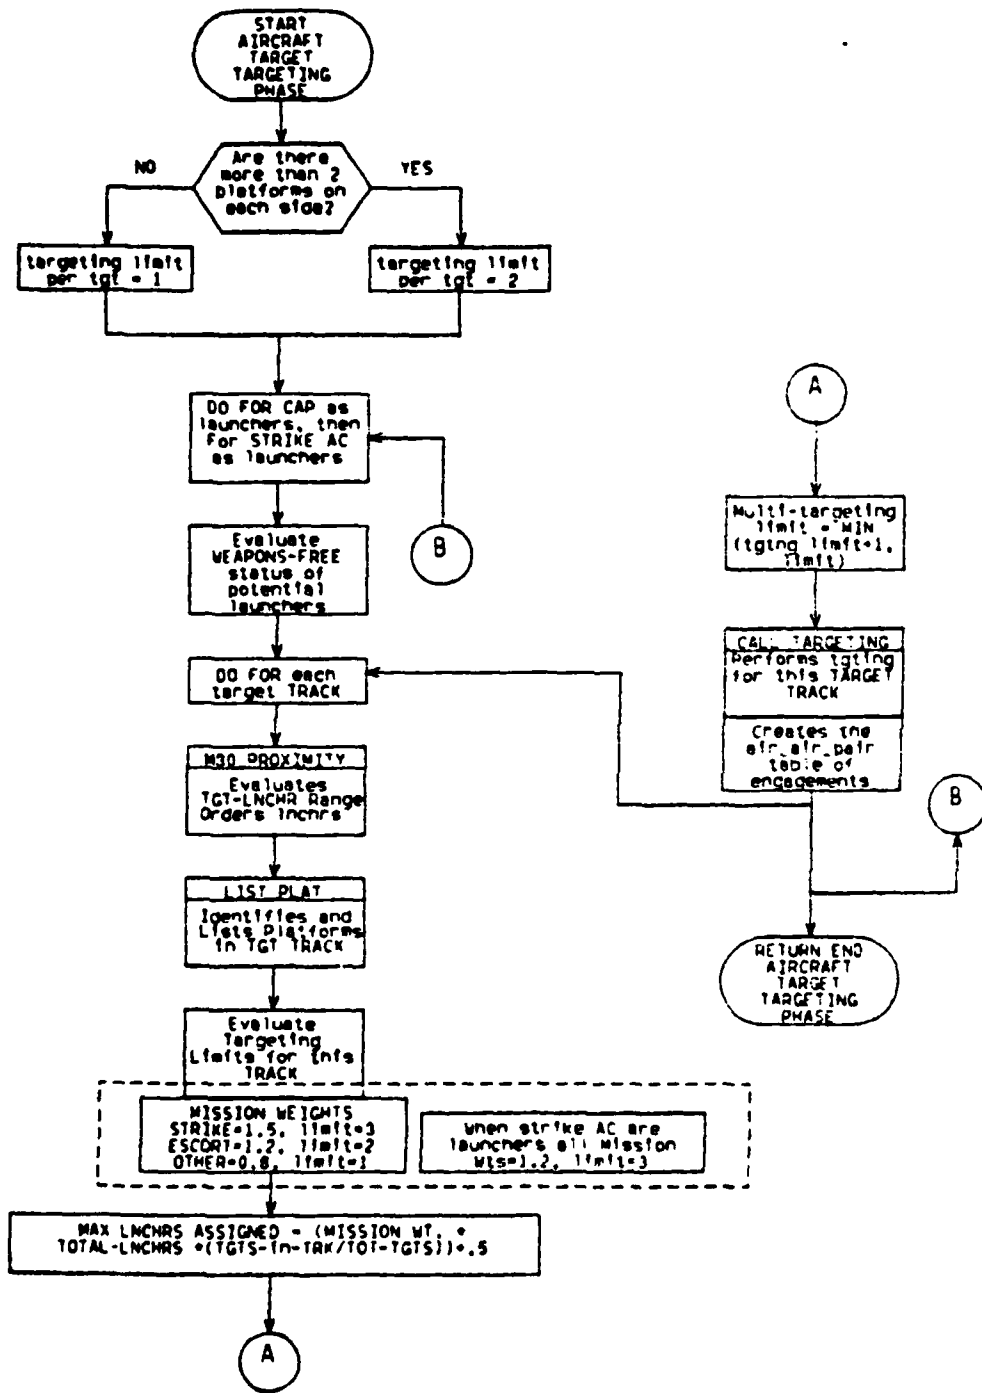 START
AIRCRAFT
TARGET
TARGETING
PHASE
NO
Are there
more than 2
platforms on
each side?
YES
targeting limit
per tgt = 1
targeting limit
per tgt = 2
DO FOR CAP as
launchers, then
For STRIKE AC
as launchers
B
Evaluate
WEAPONS-FREE
status of
potential
launchers
DO FOR each
target TRACK
M30 PROXIMITY
Evaluates
TGT-LNCHR Range
Orders lnchrs
LIST PLAT
Identifies and
Lists Platforms
in TGT TRACK
Evaluate
Targeting
Limits for this
TRACK
MISSION WEIGHTS
STRIKE=1.5, limit=3
ESCORT=1.2, limit=2
OTHER=0.8, limit=1
When strike AC are
launchers all Mission
Wts=1.2, limit=3
MAX LNCHRS ASSIGNED = (MISSION WT. *
TOTAL-LNCHRS *(TGTS-in-TRK/TOT-TGTS))+.5
A
A
Multi-targeting
limit = MIN
(tgtng limit+1,
limit)
CALL TARGETING
Performs tgting
for this TARGET
TRACK
Creates the
air_air_pair
table of
engagements
B
RETURN END
AIRCRAFT
TARGET
TARGETING
PHASE